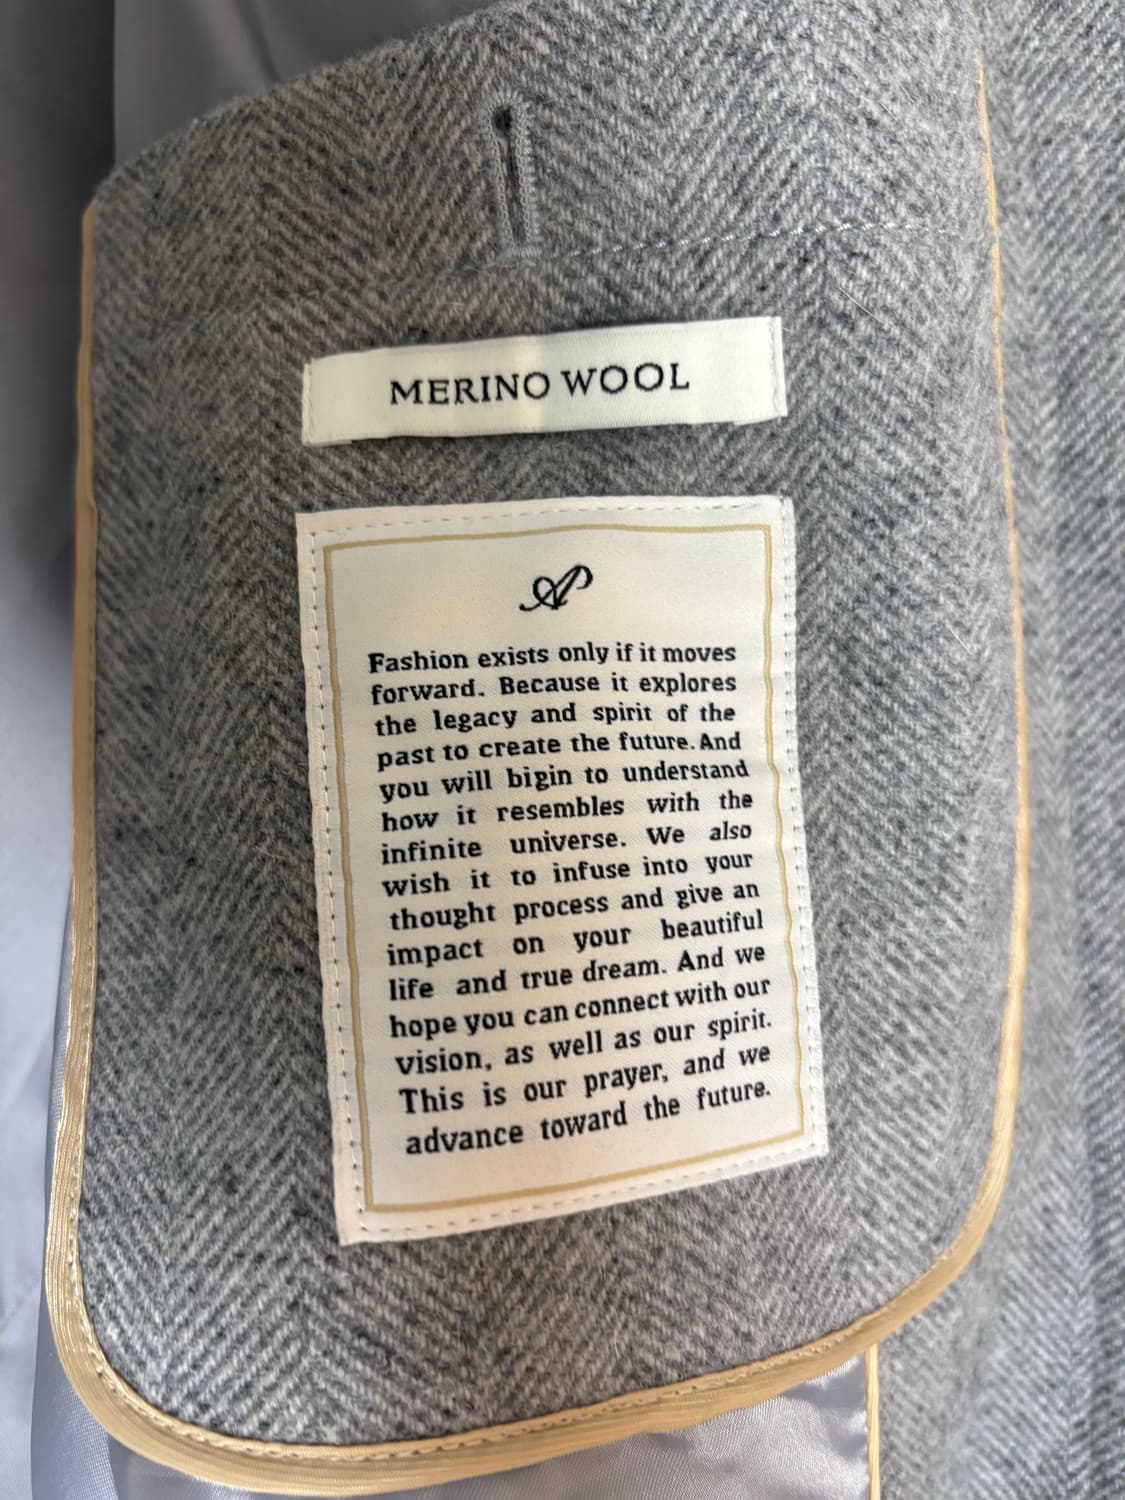 MERINO WOOL
AP
Fashion exists only if it moves
forward. Because it explores
the legacy and spirit of the
past to create the future. And
you will bigin to understand
how it resembles with the
infinite universe. We also
wish it to infuse into your
thought process and give an
impact on your beautiful
life and true dream. And we
hope you can connect with our
vision, as well as our spirit.
This is our prayer, and we
advance toward the future.